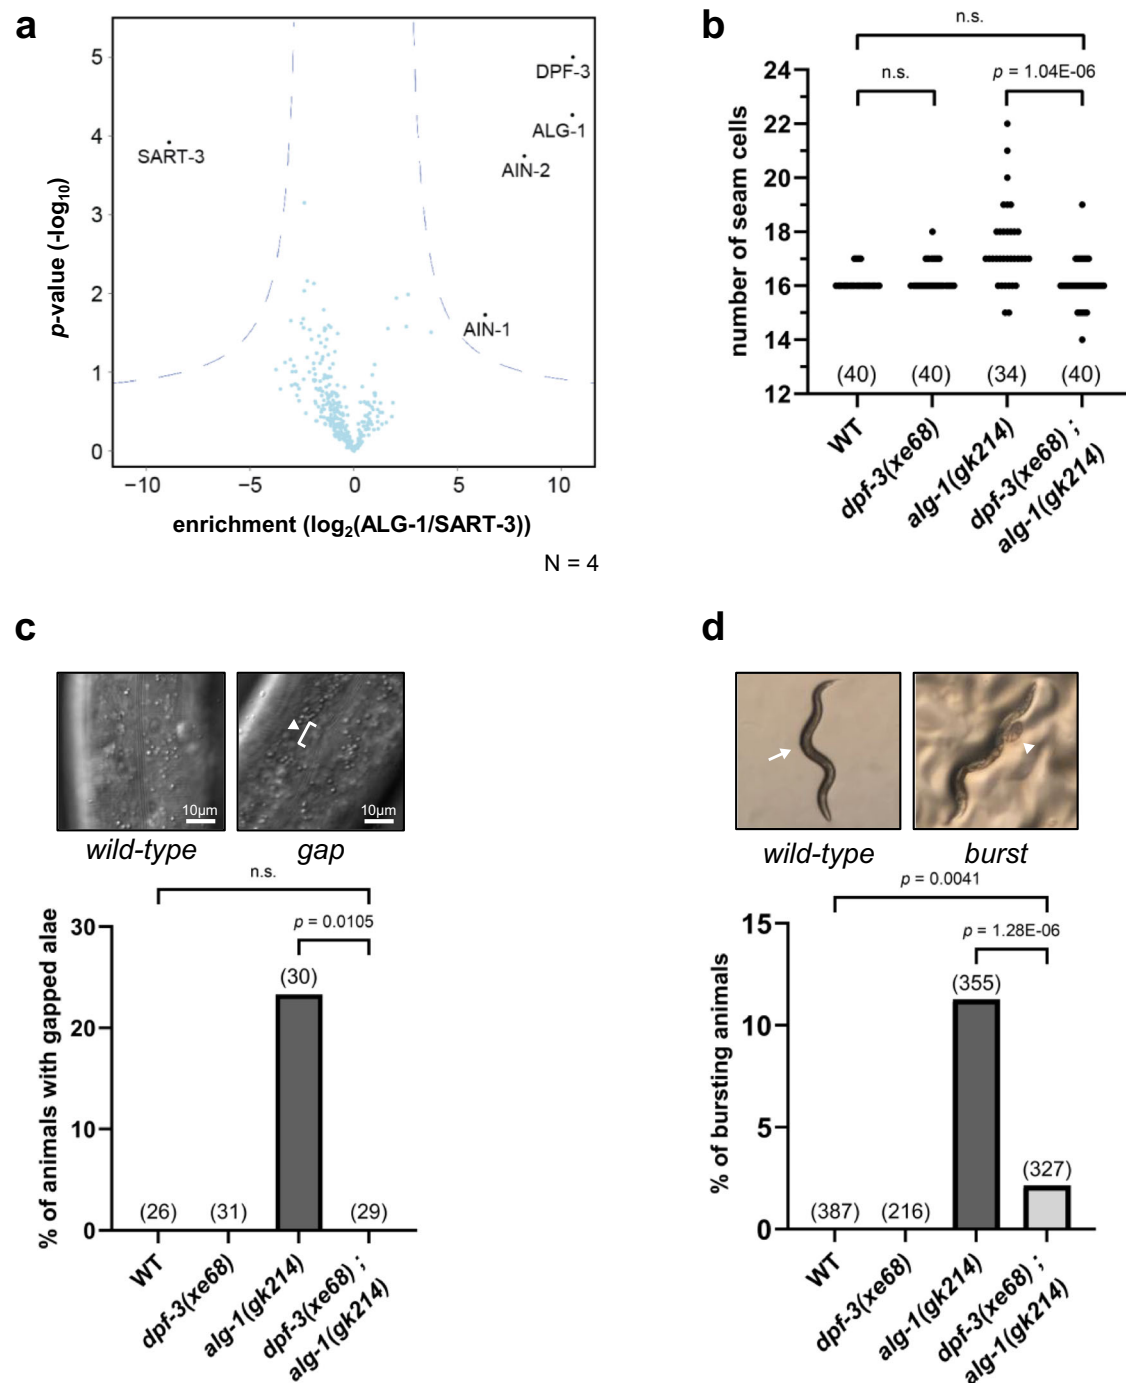 a
5
4
3
2
1
0
p-value (-log10)
DPF-3
ALG-1
AIN-2
SART-3
AIN-1
−10
−5
0
5
10
enrichment (log2(ALG-1/SART-3))
N = 4
b
n.s.
n.s.
p = 1.04E-06
24
22
20
18
16
14
12
number of seam cells
(40)
(40)
(34)
(40)
WT
dpf-3(xe68)
alg-1(gk214)
dpf-3(xe68) ;
alg-1(gk214)
c
10µm
10µm
wild-type
gap
n.s.
p = 0.0105
30
20
10
0
% of animals with gapped alae
(26)
(31)
(30)
(29)
WT
dpf-3(xe68)
alg-1(gk214)
dpf-3(xe68) ;
alg-1(gk214)
d
wild-type
burst
p = 0.0041
p = 1.28E-06
15
10
5
0
% of bursting animals
(387)
(216)
(355)
(327)
WT
dpf-3(xe68)
alg-1(gk214)
dpf-3(xe68) ;
alg-1(gk214)